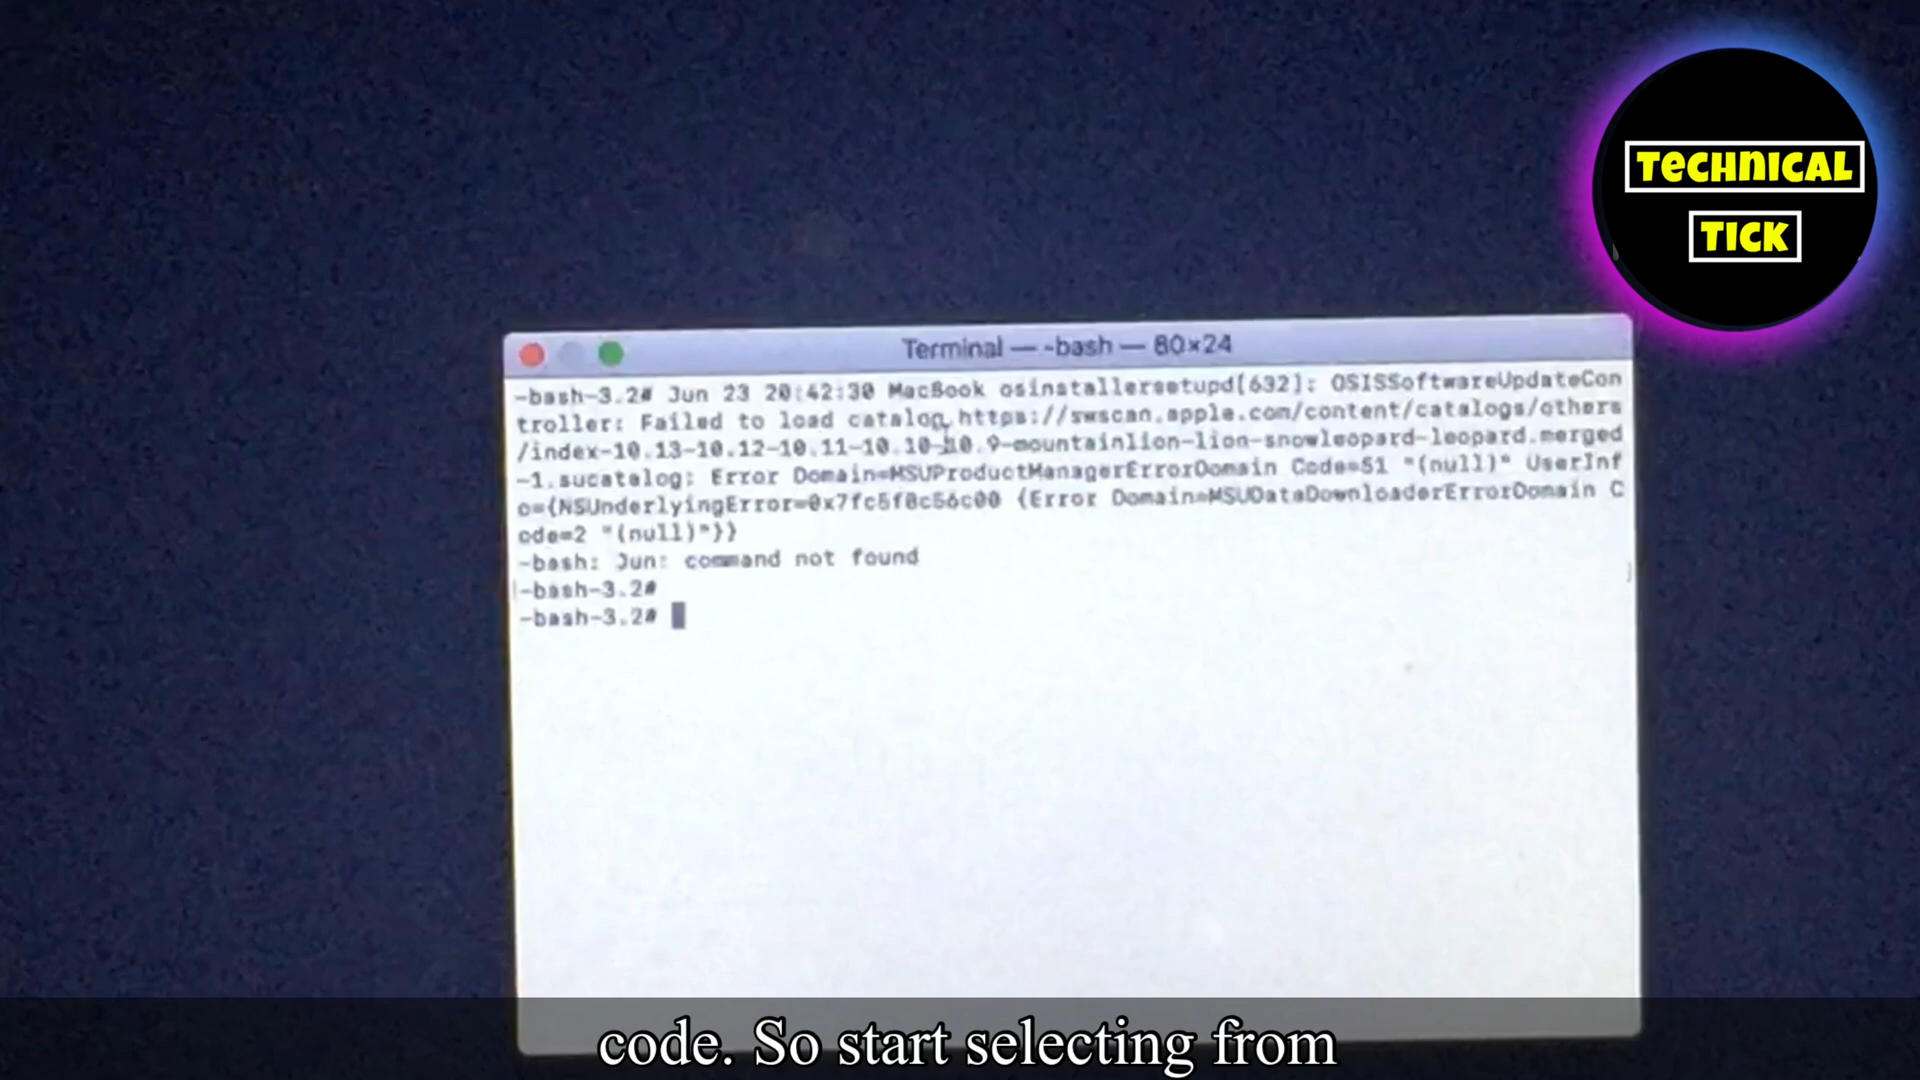 TECHNICAL
TICK
Terminal — -bash — 80×24
-bash-3.2# Jun 23 20:42:30 MacBook osinstallersetupd[632]: OSISSoftwareUpdateCon
troller: Failed to load catalog https://swscan.apple.com/content/catalogs/others
/index-10.13-10.12-10.11-10.10-10.9-mountainlion-lion-snowleopard-leopard.merged
-1.sucatalog: Error Domain=MSUProductManagerErrorDomain Code=51 "(null)" UserInf
o={NSUnderlyingError=0x7fc5f8c56c00 {Error Domain=MSUDataDownloaderErrorDomain C
ode=2 "(null)"}}
-bash: Jun: command not found
-bash-3.2#
-bash-3.2#
code. So start selecting from